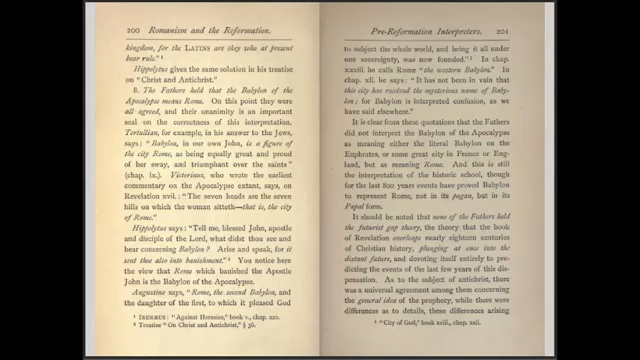 200 Romanism and the Reformation.
kingdom, for the LATINS are they who at present
bear rule." ¹
Hippolytus gives the same solution in his treatise
on "Christ and Antichrist."
8. The Fathers held that the Babylon of the
Apocalypse means Rome. On this point they were
all agreed, and their unanimity is an important
seal on the correctness of this interpretation.
Tertullian, for example, in his answer to the Jews,
says: "Babylon, in our own John, is a figure of
the city Rome, as being equally great and proud
of her sway, and triumphant over the saints"
(chap. ix.). Victorinus, who wrote the earliest
commentary on the Apocalypse extant, says, on
Revelation xvii.: "The seven heads are the seven
hills on which the woman sitteth—that is, the city
of Rome."
Hippolytus says: "Tell me, blessed John, apostle
and disciple of the Lord, what didst thou see and
hear concerning Babylon? Arise and speak, for it
sent thee also into banishment." ² You notice here
the view that Rome which banished the Apostle
John is the Babylon of the Apocalypse.
Augustine says, "Rome, the second Babylon, and
the daughter of the first, to which it pleased God
¹ IRENÆUS: "Against Heresies," book v., chap. xxx.
² Treatise "On Christ and Antichrist," § 36.
Pre-Reformation Interpreters. 201
to subject the whole world, and bring it all under
one sovereignty, was now founded." ¹ In chap.
xxviii. he calls Rome "the western Babylon." In
chap. xli. he says: "It has not been in vain that
this city has received the mysterious name of Baby-
lon; for Babylon is interpreted confusion, as we
have said elsewhere."
It is clear from these quotations that the Fathers
did not interpret the Babylon of the Apocalypse
as meaning either the literal Babylon on the
Euphrates, or some great city in France or Eng-
land, but as meaning Rome. And this is still
the interpretation of the historic school, though
for the last 800 years events have proved Babylon
to represent Rome, not in its pagan, but in its
Papal form.
It should be noted that none of the Fathers held
the futurist gap theory, the theory that the book
of Revelation overleaps nearly eighteen centuries
of Christian history, plunging at once into the
distant future, and devoting itself entirely to pre-
dicting the events of the last few years of this dis-
pensation. As to the subject of antichrist, there
was a universal agreement among them concerning
the general idea of the prophecy, while there were
differences as to details, these differences arising
¹ "City of God," book xviii., chap. xxii.